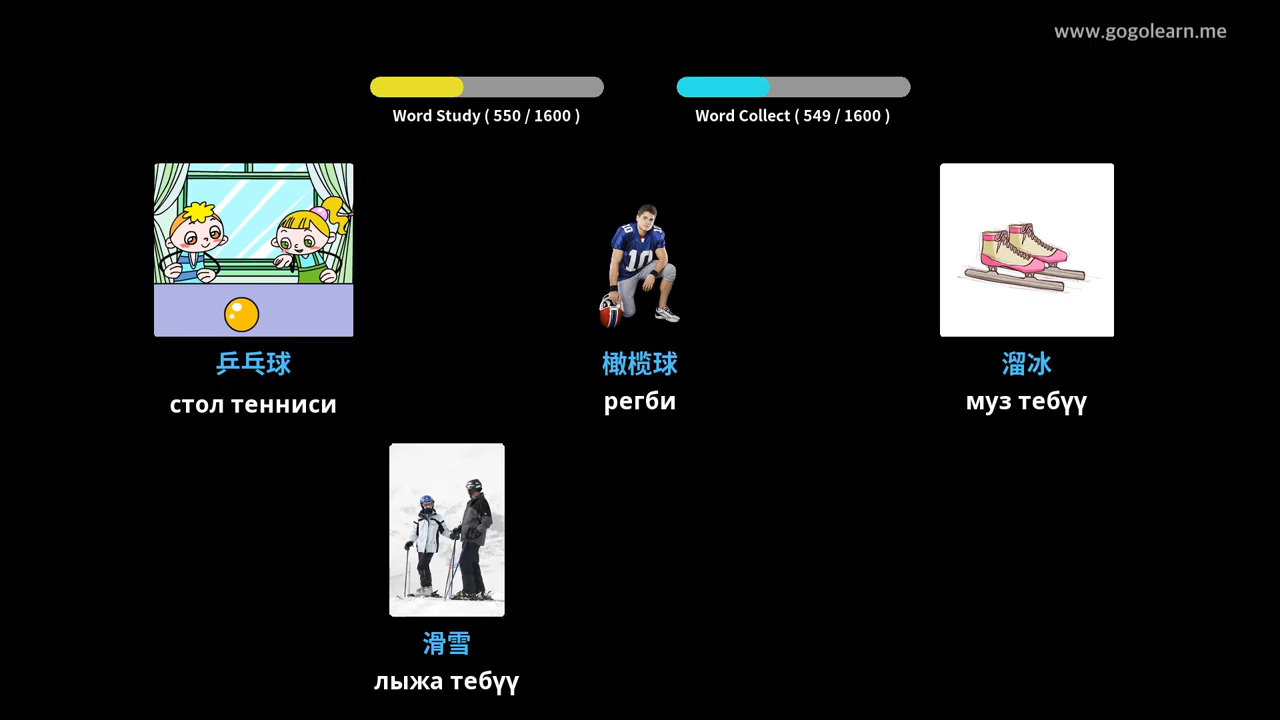 www.gogolearn.me
Word Study ( 550 / 1600 )
Word Collect ( 549 / 1600 )
乒乓球
стол тенниси
橄榄球
регби
溜冰
муз тебүү
滑雪
лыжа тебүү